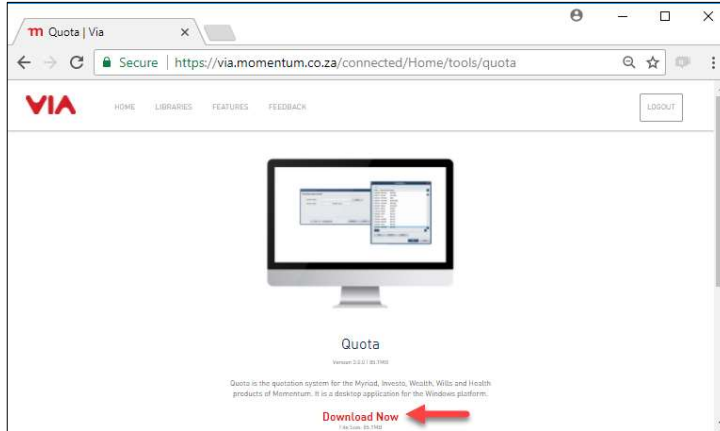 Quota | Via
Secure | https://via.momentum.co.za/connected/Home/tools/quota
VIA HOME LIBRARIES FEATURES FEEDBACK LOGOUT
Quota
Quota is the quotation system for the Myriad, Investo, Wealth, Wills and Health
products of Momentum. It is a desktop application for the Windows platform.
Download Now